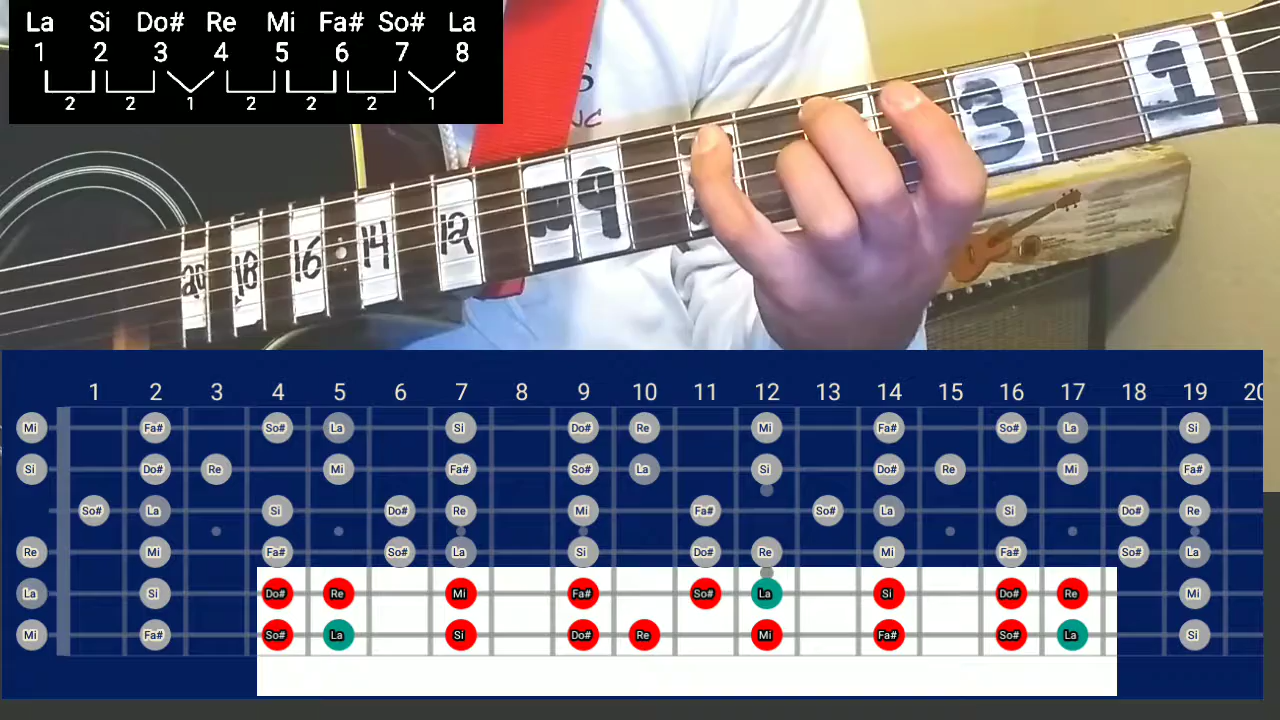 La Si Do# Re Mi Fa# So# La
1 2 3 4 5 6 7 8
2 2 1 2 2 2 1
NC
3 1
20 18 16 14 12 9
1 2 3 4 5 6 7 8 9 10 11 12 13 14 15 16 17 18 19 20
Mi Fa# So# La Si Do# Re Mi Fa# So# La Si
Si Do# Re Mi Fa# So# La Si Do# Re Mi Fa#
So# La Si Do# Re Mi Fa# So# La Si Do# Re
Re Mi Fa# So# La Si Do# Re Mi Fa# So# La
La Si Do# Re Mi Fa# So# La Si Do# Re Mi
Mi Fa# So# La Si Do# Re Mi Fa# So# La Si